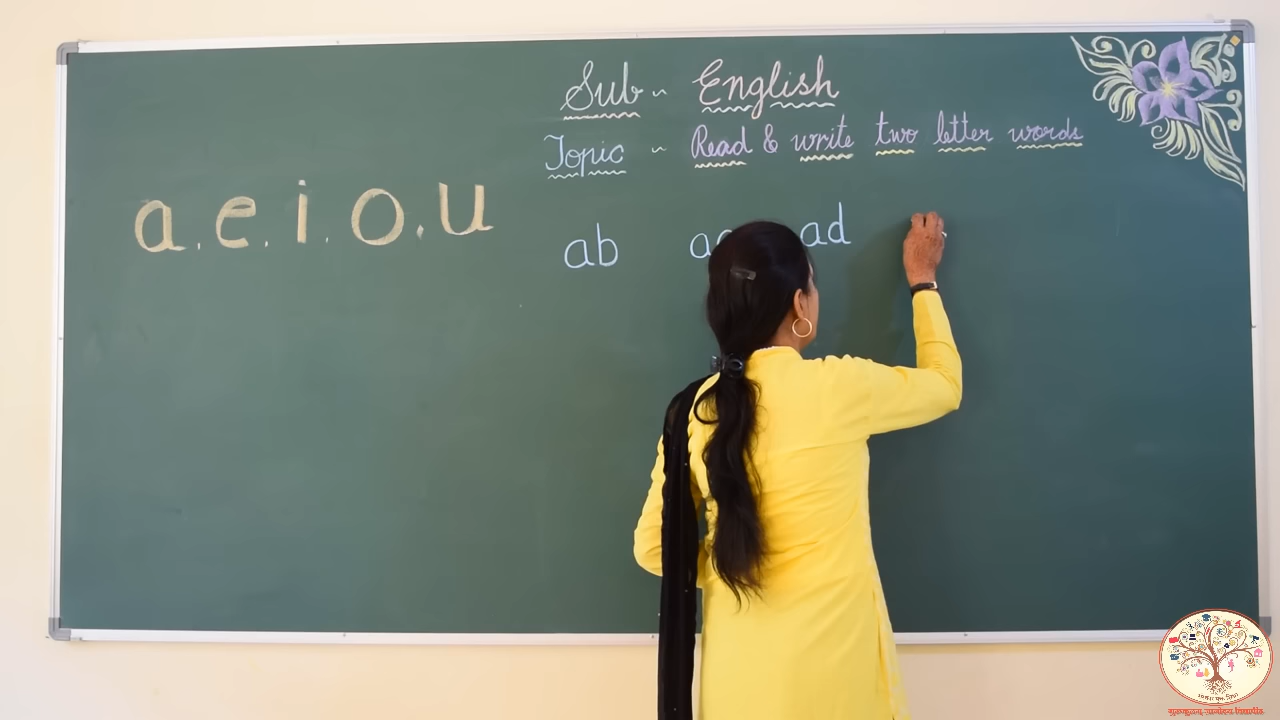 Sub ~ English
Topic ~ Read & write two letter words
a.e.i.o.u
ab ad